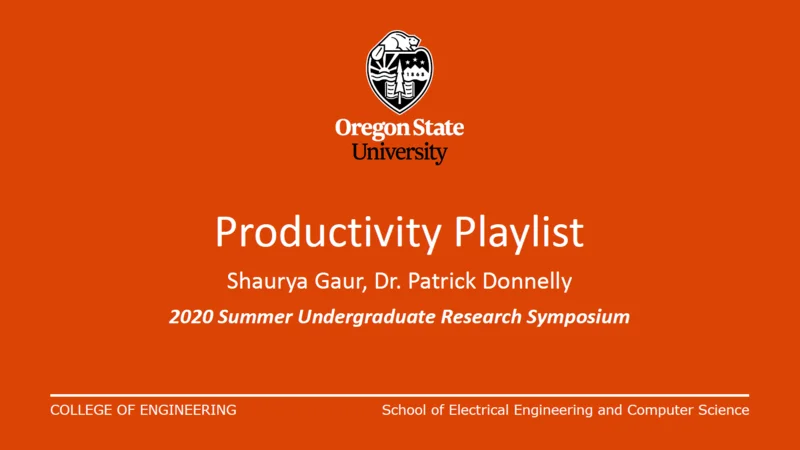 Oregon State
University
Productivity Playlist
Shaurya Gaur, Dr. Patrick Donnelly
2020 Summer Undergraduate Research Symposium
COLLEGE OF ENGINEERING
School of Electrical Engineering and Computer Science